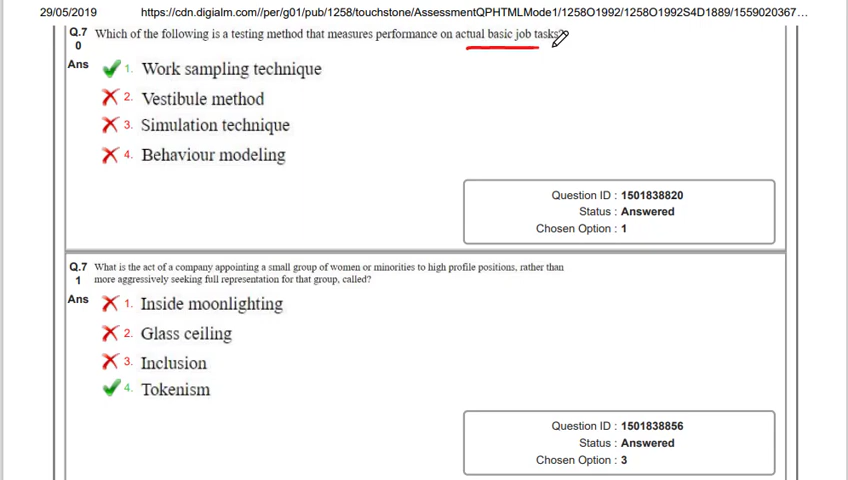 29/05/2019 https://cdn.digialm.com//per/g01/pub/1258/touchstone/AssessmentQPHTMLMode1/1258O1992/1258O1992S4D1889/1559020367…
Q.7 Which of the following is a testing method that measures performance on actual basic job tasks?
0
Ans 1. Work sampling technique
2. Vestibule method
3. Simulation technique
4. Behaviour modeling
Question ID : 1501838820
Status : Answered
Chosen Option : 1
Q.7 What is the act of a company appointing a small group of women or minorities to high profile positions, rather than
1 more aggressively seeking full representation for that group, called?
Ans 1. Inside moonlighting
2. Glass ceiling
3. Inclusion
4. Tokenism
Question ID : 1501838856
Status : Answered
Chosen Option : 3